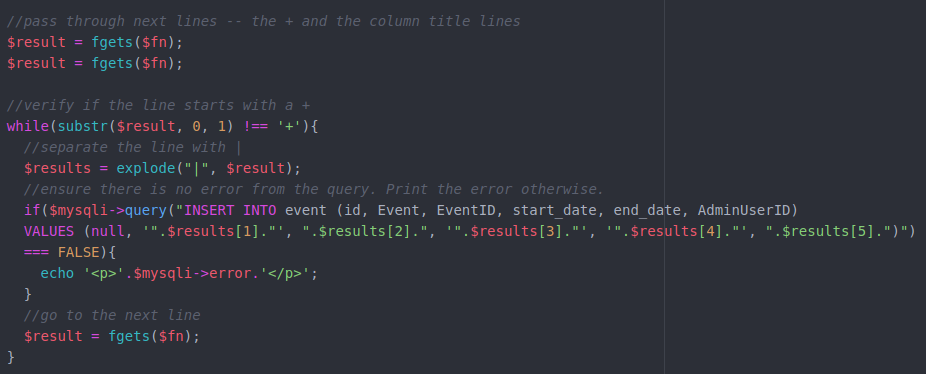 //pass through next lines -- the + and the column title lines
$result = fgets($fn);
$result = fgets($fn);

//verify if the line starts with a +
while(substr($result, 0, 1) !== '+'){
  //separate the line with |
  $results = explode("|", $result);
  //ensure there is no error from the query. Print the error otherwise.
  if($mysqli->query("INSERT INTO event (id, Event, EventID, start_date, end_date, AdminUserID)
  VALUES (null, '".$results[1]."', ".$results[2].", '".$results[3]."', '".$results[4]."', ".$results[5].")")
  === FALSE){
    echo '<p>'.$mysqli->error.'</p>';
  }
  //go to the next line
  $result = fgets($fn);
}